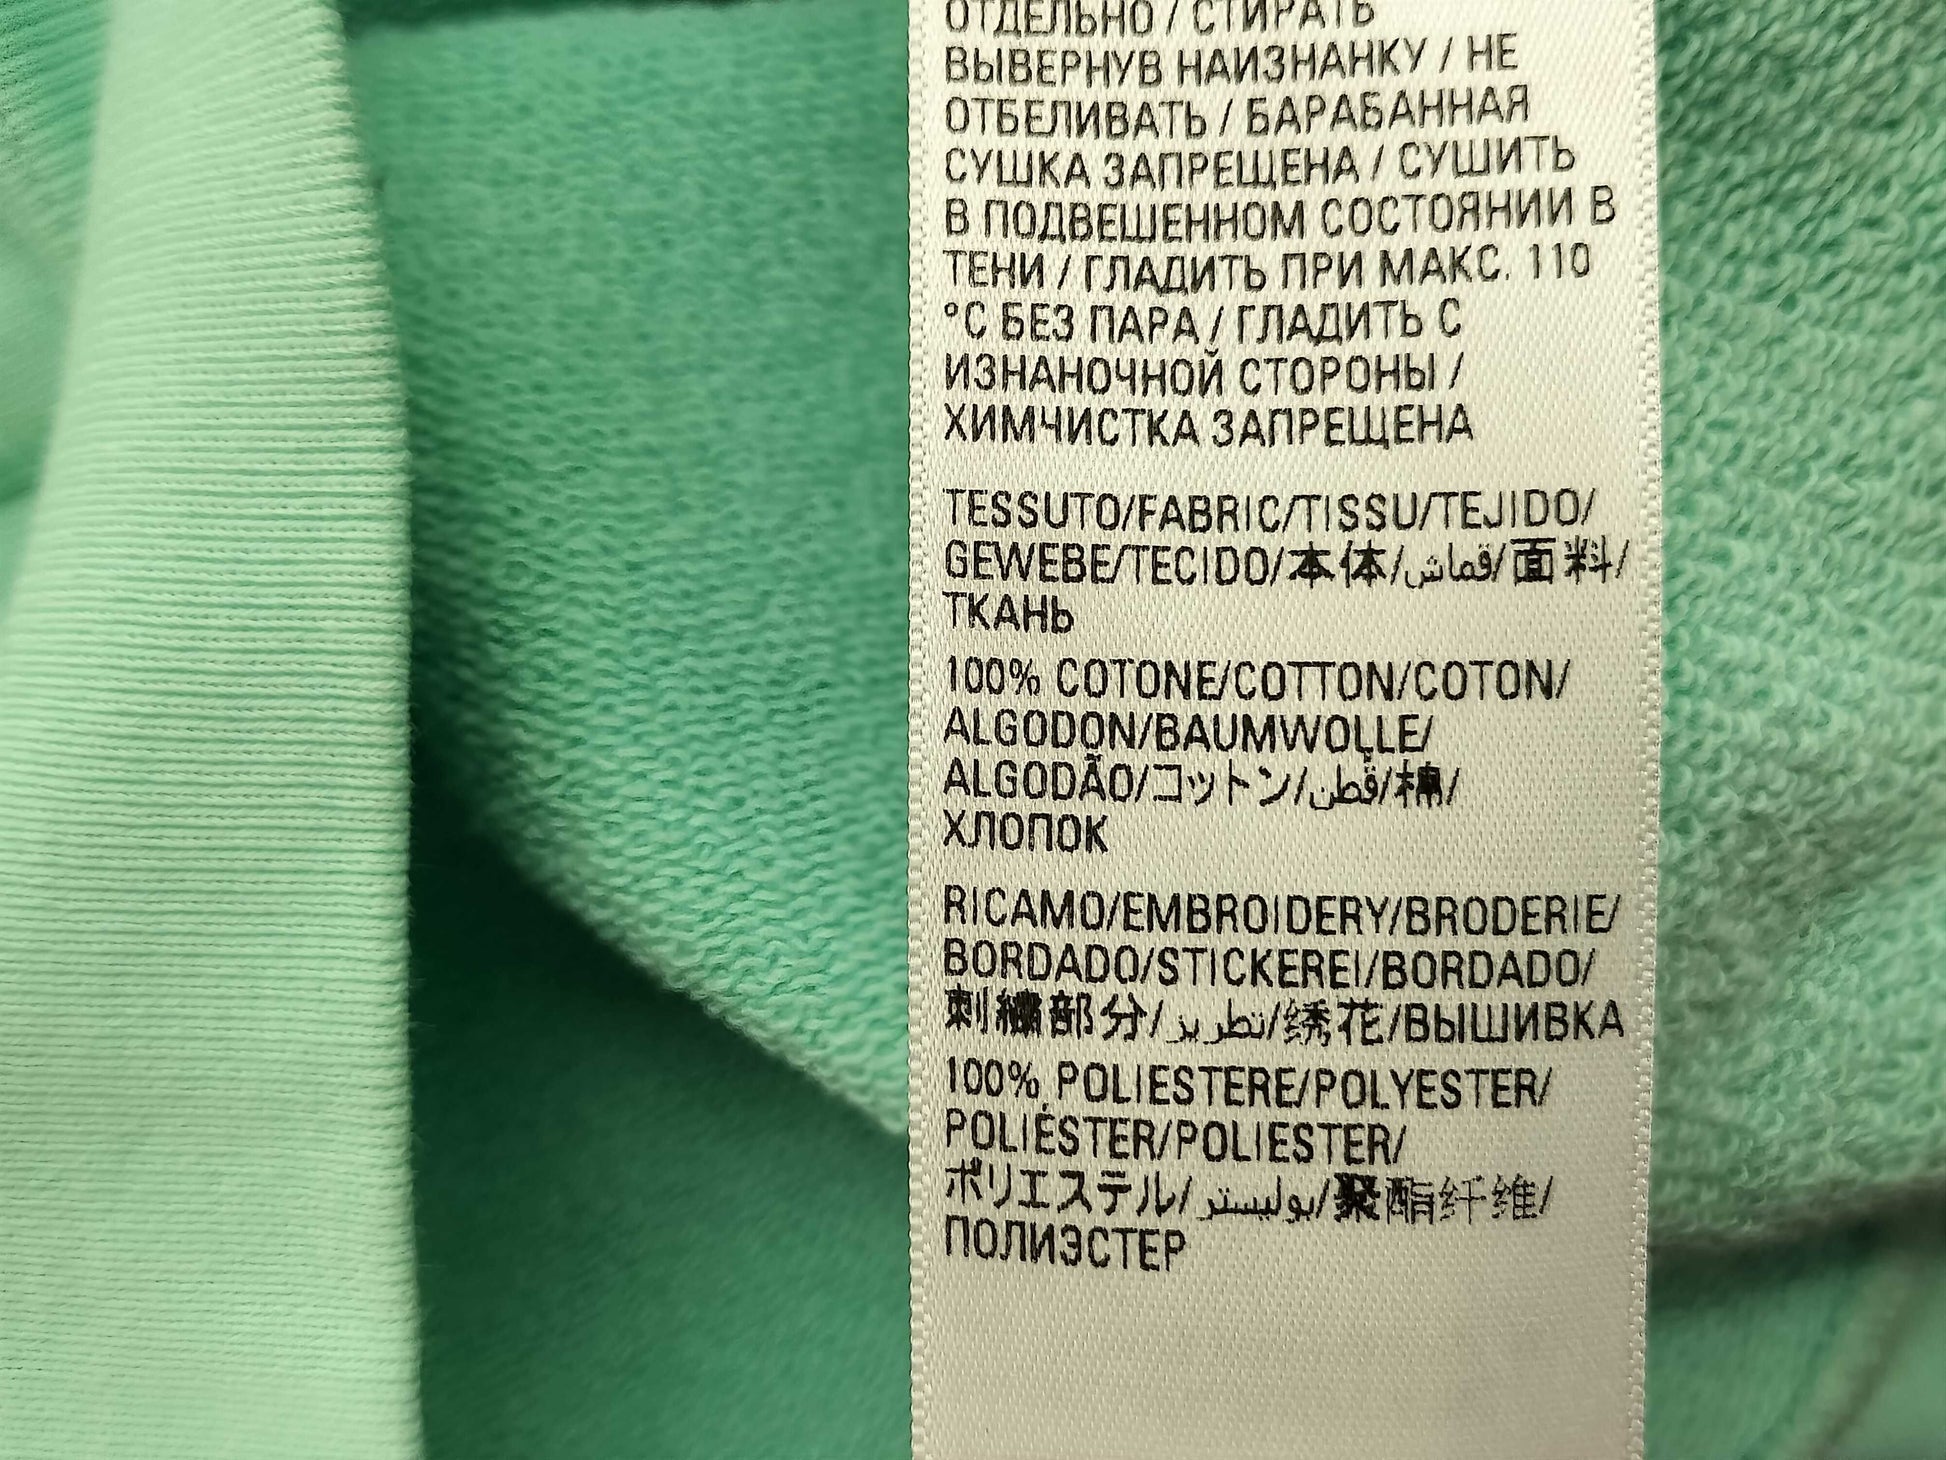 ОТДЕЛЬНО / СТИРАТЬ
ВЫВЕРНУВ НАИЗНАНКУ / НЕ
ОТБЕЛИВАТЬ / БАРАБАННАЯ
СУШКА ЗАПРЕЩЕНА / СУШИТЬ
В ПОДВЕШЕННОМ СОСТОЯНИИ В
ТЕНИ / ГЛАДИТЬ ПРИ МАКС. 110
°С БЕЗ ПАРА / ГЛАДИТЬ С
ИЗНАНОЧНОЙ СТОРОНЫ /
ХИМЧИСТКА ЗАПРЕЩЕНА
TESSUTO/FABRIC/TISSU/TEJIDO/
GEWEBE/TECIDO/本体/قماش/面料/
ТКАНЬ
100% COTONE/COTTON/COTON/
ALGODON/BAUMWOLLE/
ALGODÃO/コットン/قطن/棉/
ХЛОПОК
RICAMO/EMBROIDERY/BRODERIE/
BORDADO/STICKEREI/BORDADO/
刺繍部分/تطريز/绣花/ВЫШИВКА
100% POLIESTERE/POLYESTER/
POLIÉSTER/POLIESTER/
ポリエステル/بوليستر/聚酯纤维/
ПОЛИЭСТЕР